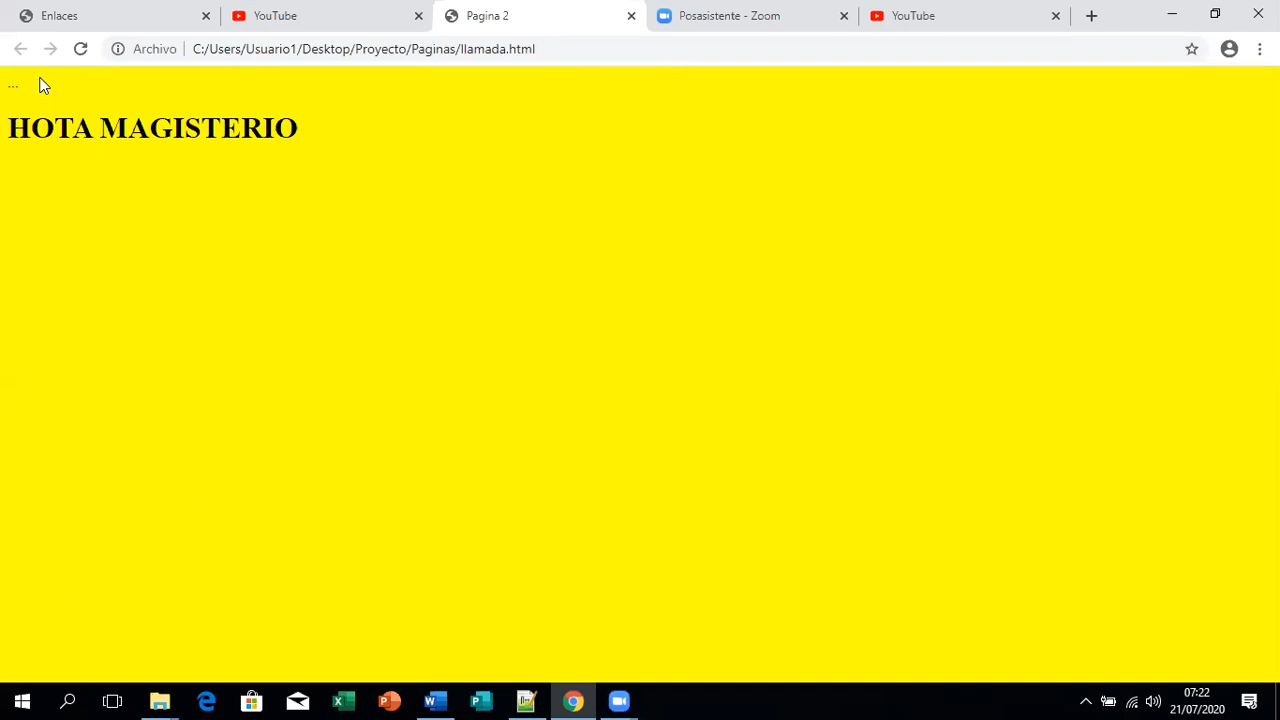 Enlaces
YouTube
Pagina 2
Posasistente - Zoom
YouTube
Archivo
C:/Users/Usuario1/Desktop/Proyecto/Paginas/llamada.html
...
HOTA MAGISTERIO
07:22
21/07/2020